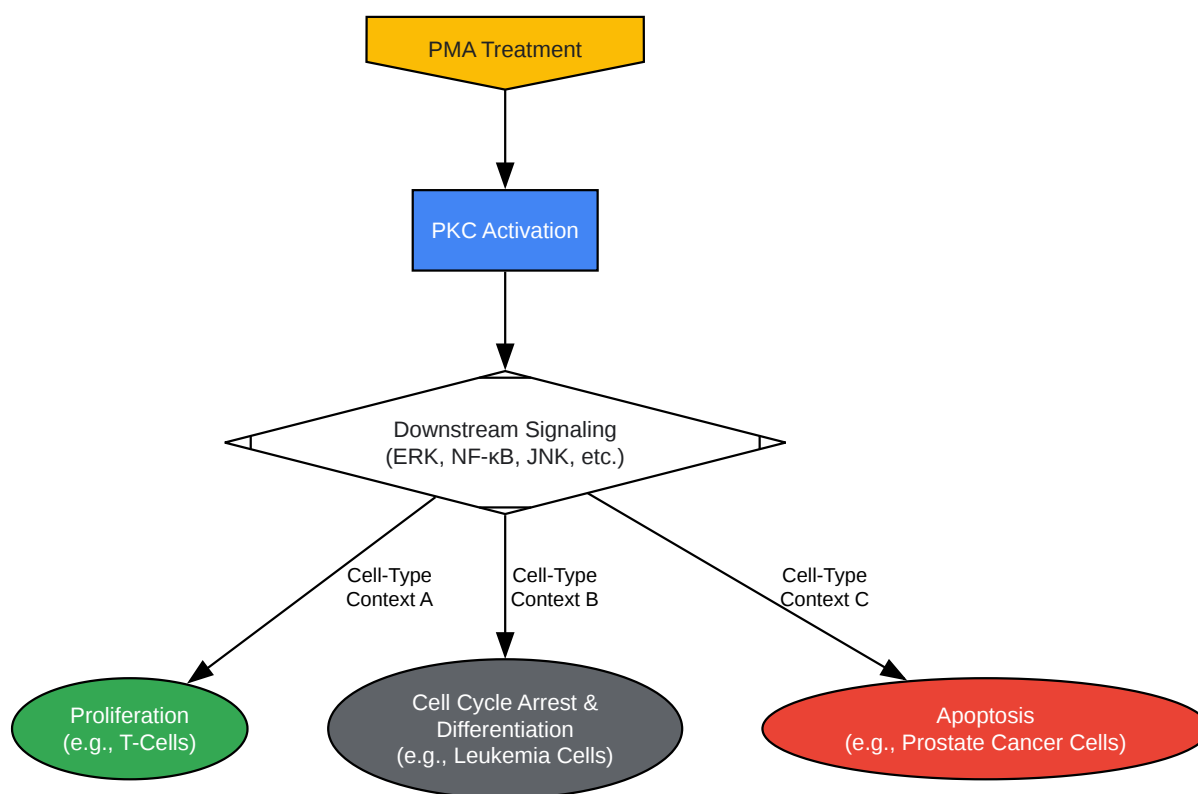 PMA Treatment
PKC Activation
Downstream Signaling
(ERK, NF-κB, JNK, etc.)
Cell-Type
Context A
Cell-Type
Context B
Cell-Type
Context C
Proliferation
(e.g., T-Cells)
Cell Cycle Arrest &
Differentiation
(e.g., Leukemia Cells)
Apoptosis
(e.g., Prostate Cancer Cells)